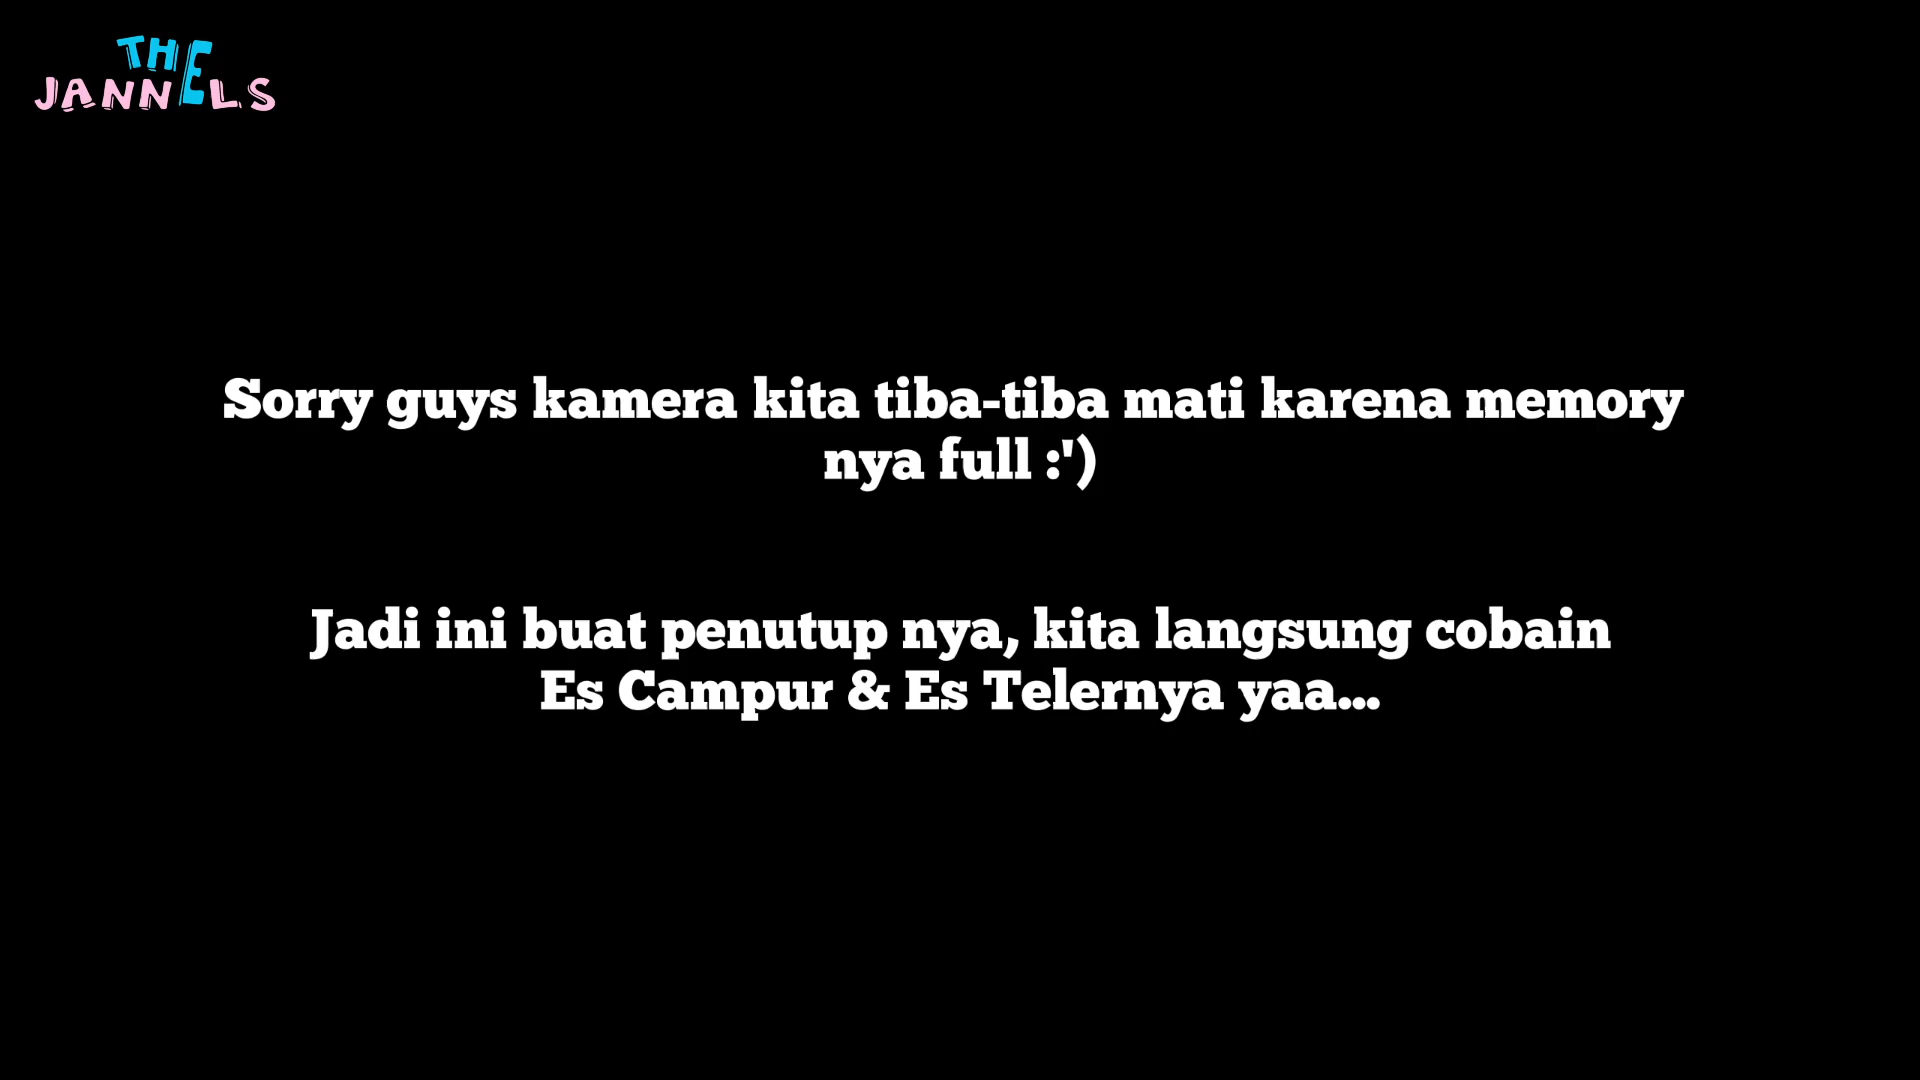 THE
JANNELS
Sorry guys kamera kita tiba-tiba mati karena memory
nya full :')
Jadi ini buat penutup nya, kita langsung cobain
Es Campur & Es Telernya yaa...